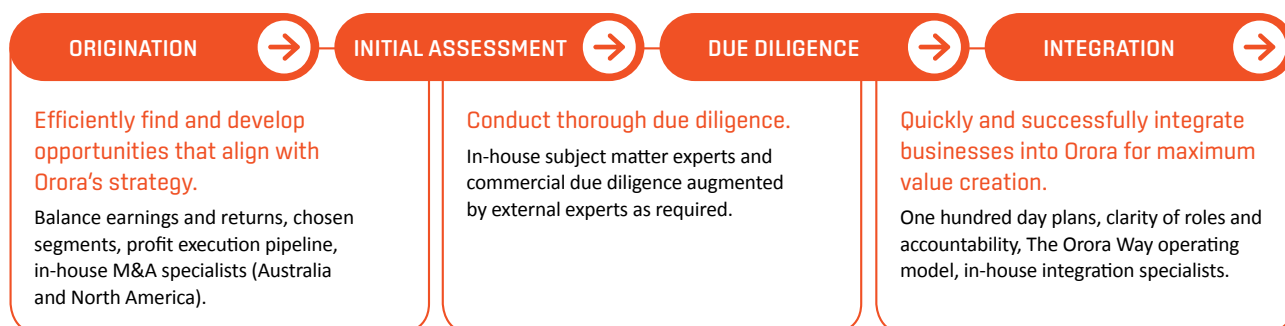 ORIGINATION
INITIAL ASSESSMENT
DUE DILIGENCE
INTEGRATION
Efficiently find and develop
opportunities that align with
Orora's strategy.
Balance earnings and returns, chosen
segments, profit execution pipeline,
in-house M&A specialists (Australia
and North America).
Conduct thorough due diligence.
In-house subject matter experts and
commercial due diligence augmented
by external experts as required.
Quickly and successfully integrate
businesses into Orora for maximum
value creation.
One hundred day plans, clarity of roles and
accountability, The Orora Way operating
model, in-house integration specialists.